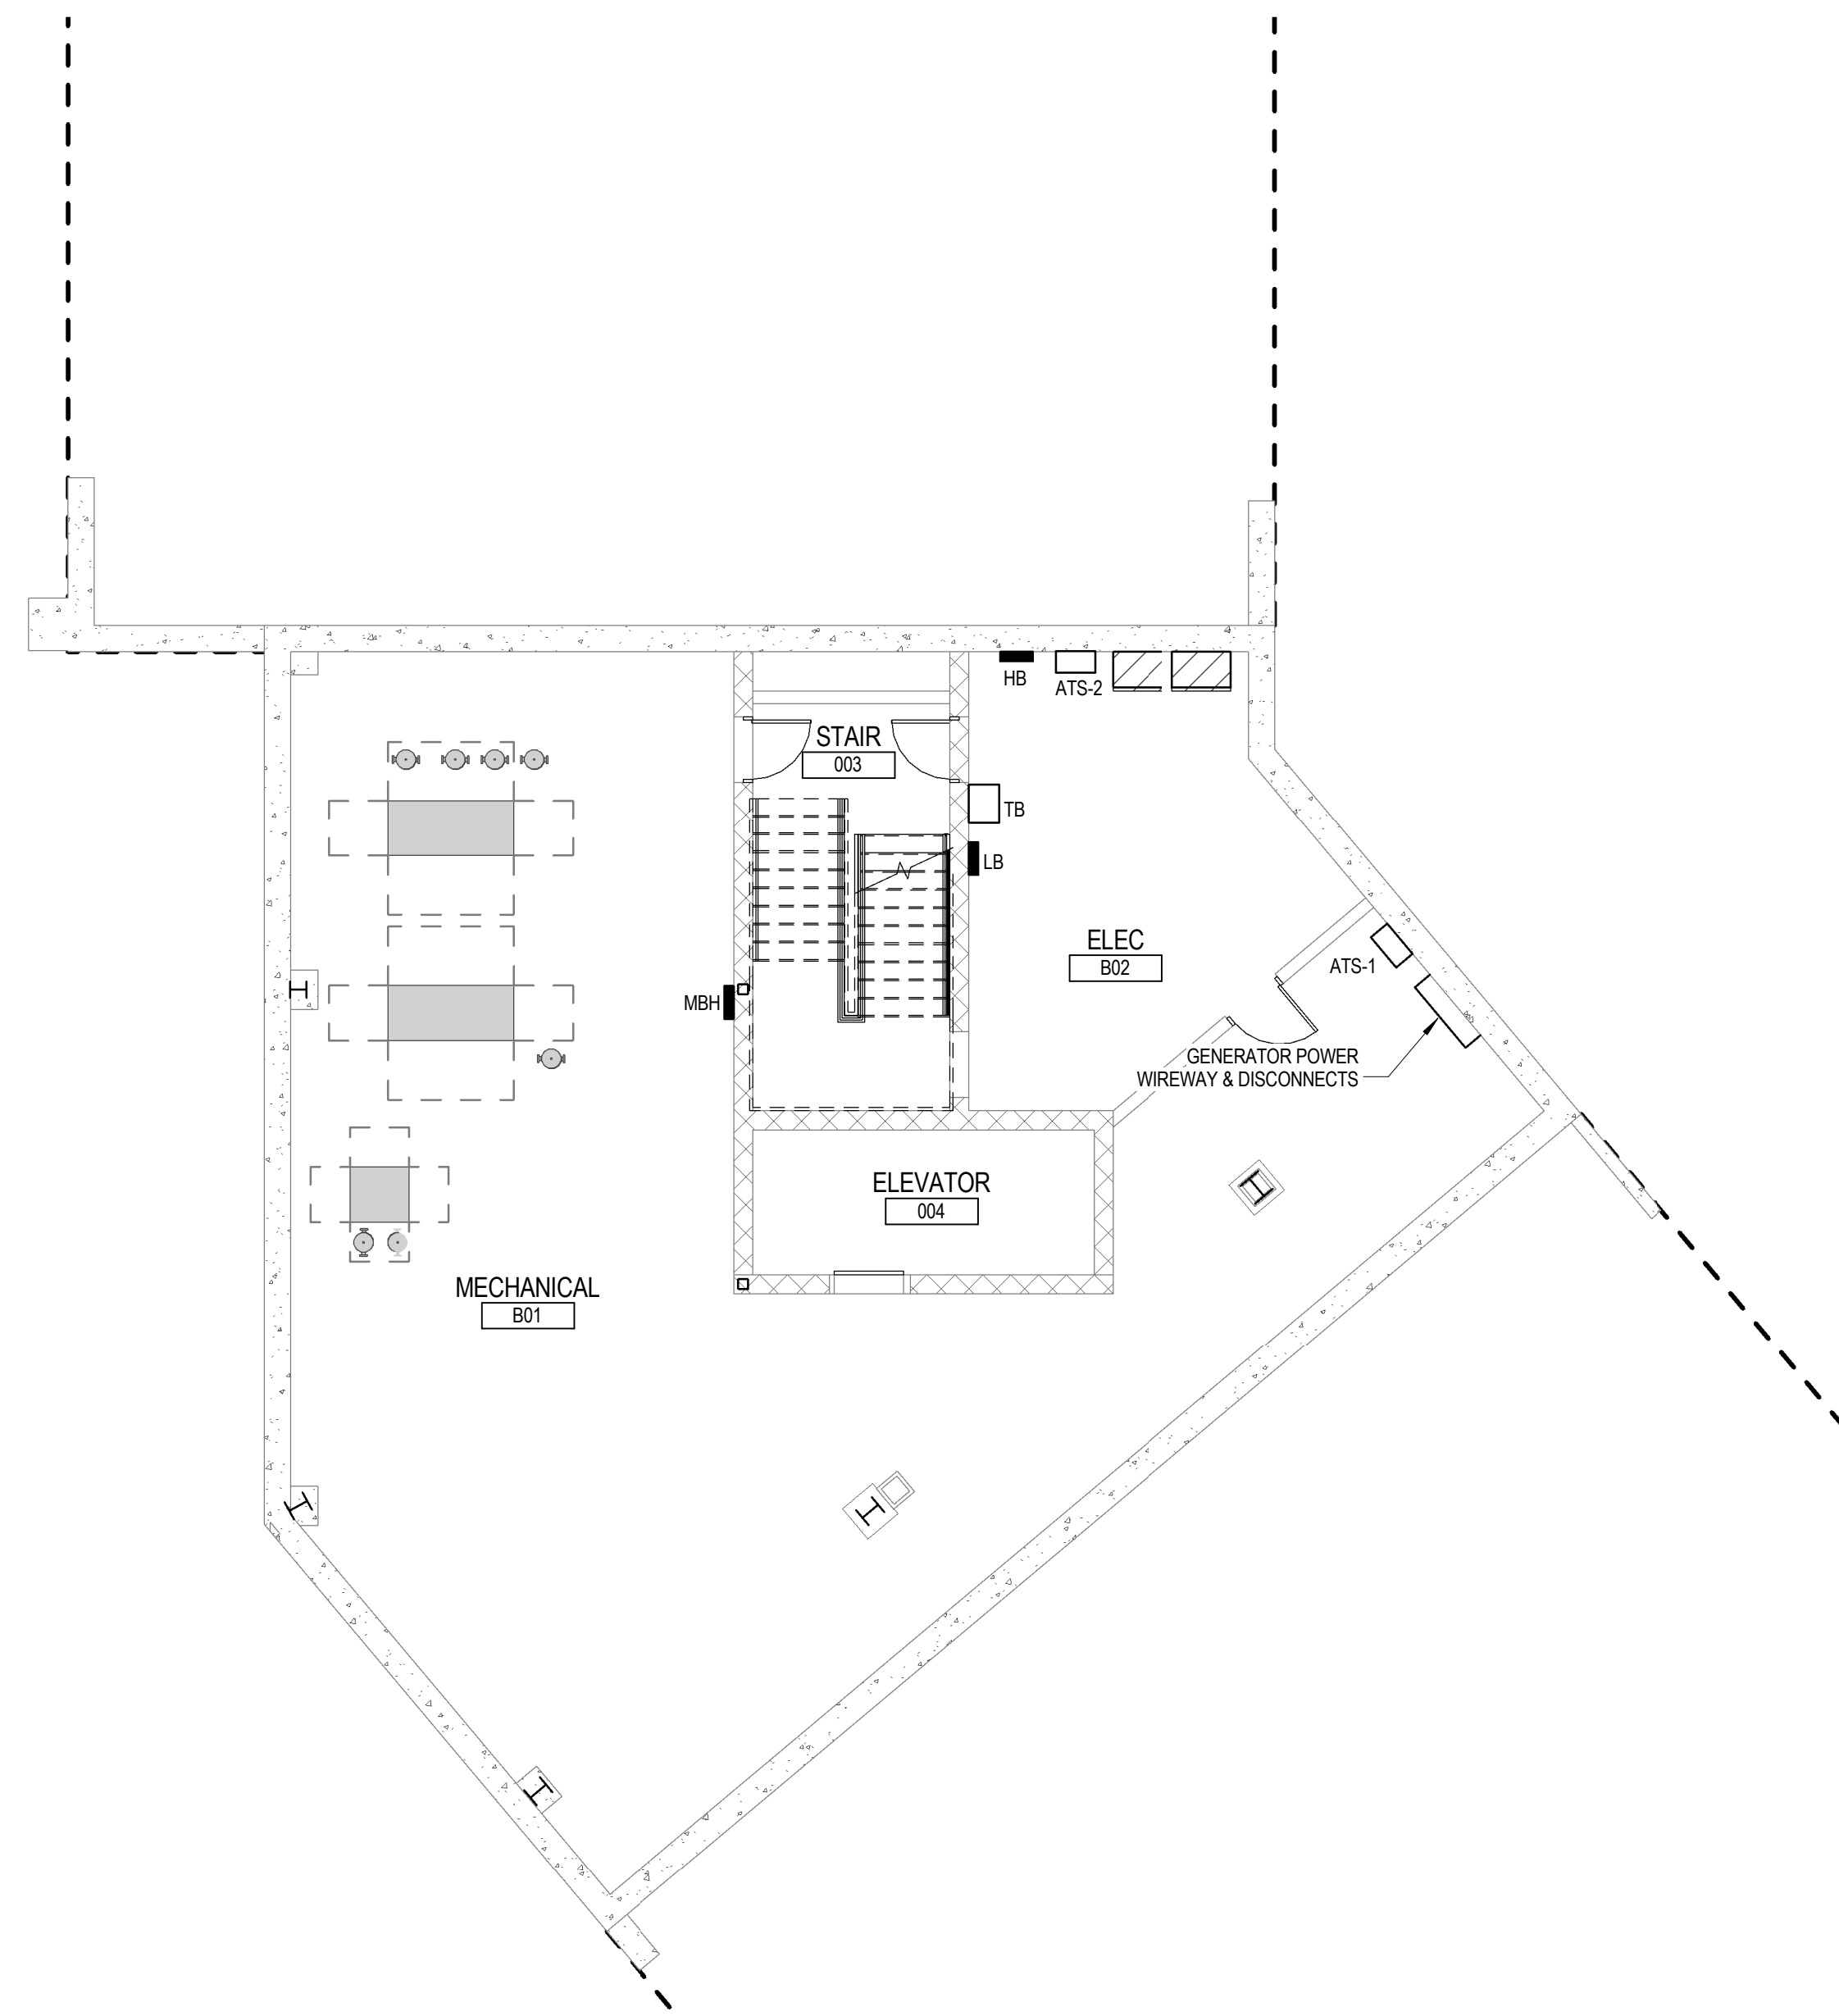 HB
ATS-2
STAIR
003
TB
LB
ELEC
B02
ATS-1
MBH
GENERATOR POWER
WIREWAY & DISCONNECTS
ELEVATOR
004
MECHANICAL
B01